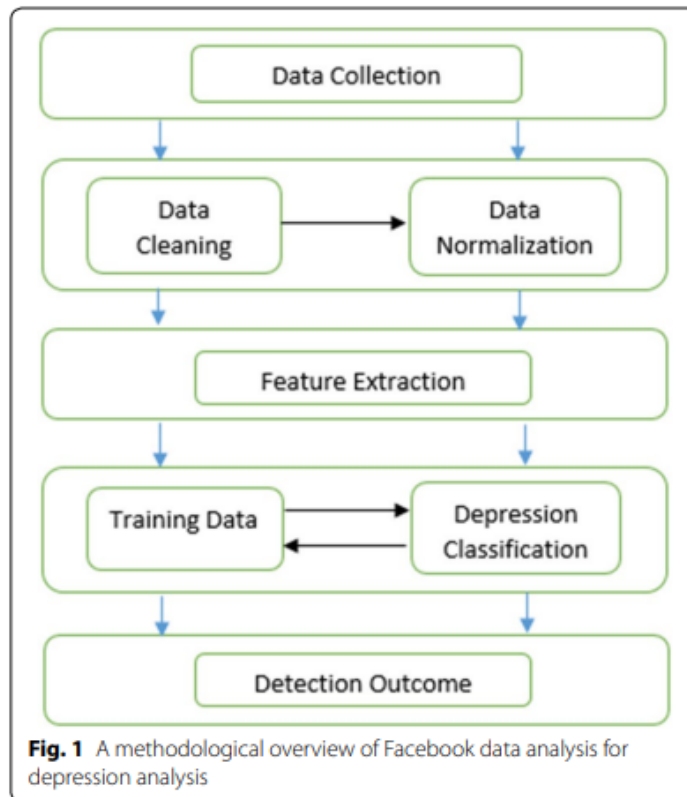 Data Collection
Data
Cleaning
Data
Normalization
Feature Extraction
Training Data
Depression
Classification
Detection Outcome
Fig. 1 A methodological overview of Facebook data analysis for
depression analysis